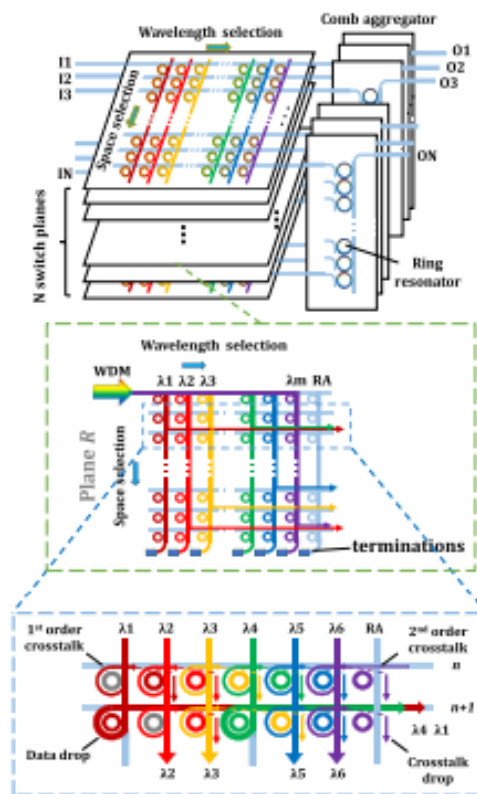 Wavelength selection
Comb aggregator
I1
I2
I3
IN
Space selection
O1
O2
O3
ON
N switch planes
Ring
resonator
Wavelength selection
WDM
λ1 λ2 λ3 λm RA
Plane R
Space selection
terminations
1st order
crosstalk
λ1 λ2 λ3 λ4 λ5 λ6 RA
2nd order
crosstalk
n
n+1
λ4 λ1
Data drop
λ2 λ3 λ5 λ6
Crosstalk
drop